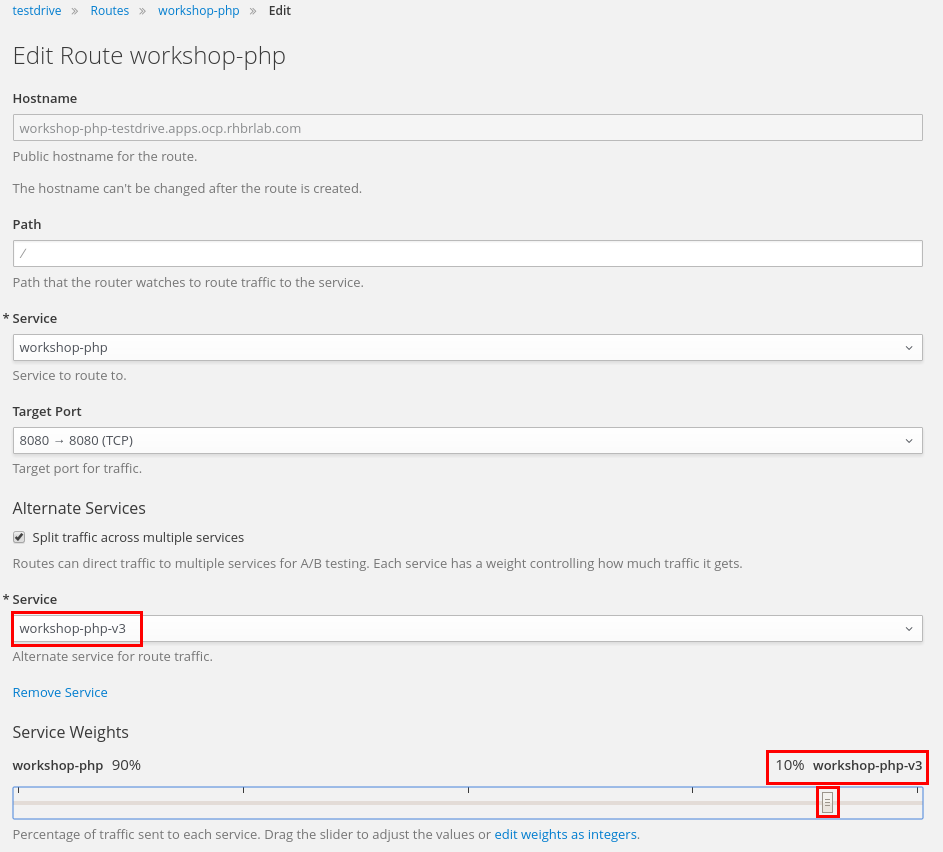 testdrive » Routes » workshop-php » Edit
Edit Route workshop-php
Hostname
workshop-php-testdrive.apps.ocp.rhbrlab.com
Public hostname for the route.
The hostname can't be changed after the route is created.
Path
/
Path that the router watches to route traffic to the service.
* Service
workshop-php
Service to route to.
Target Port
8080 → 8080 (TCP)
Target port for traffic.
Alternate Services
Split traffic across multiple services
Routes can direct traffic to multiple services for A/B testing. Each service has a weight controlling how much traffic it gets.
* Service
workshop-php-v3
Alternate service for route traffic.
Remove Service
Service Weights
workshop-php 90% 10% workshop-php-v3
Percentage of traffic sent to each service. Drag the slider to adjust the values or edit weights as integers.